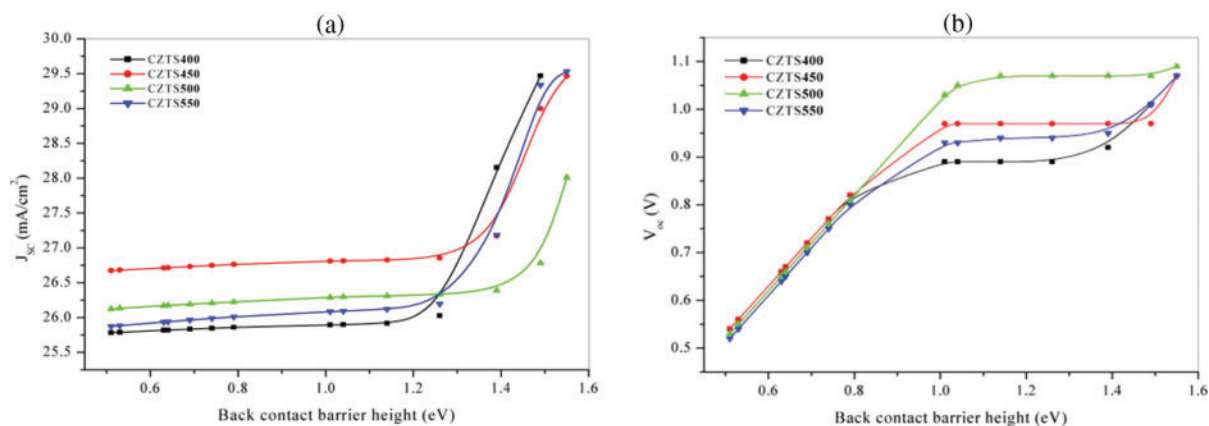 (a)
30.0
29.5
29.0
28.5
28.0
27.5
27.0
26.5
26.0
25.5
J_SC (mA/cm²)
CZTS400
CZTS450
CZTS500
CZTS550
0.6
0.8
1.0
1.2
1.4
1.6
Back contact barrier height (eV)
(b)
1.1
1.0
0.9
0.8
0.7
0.6
0.5
V_oc (V)
CZTS400
CZTS450
CZTS500
CZTS550
0.6
0.8
1.0
1.2
1.4
1.6
Back contact barrier height (eV)